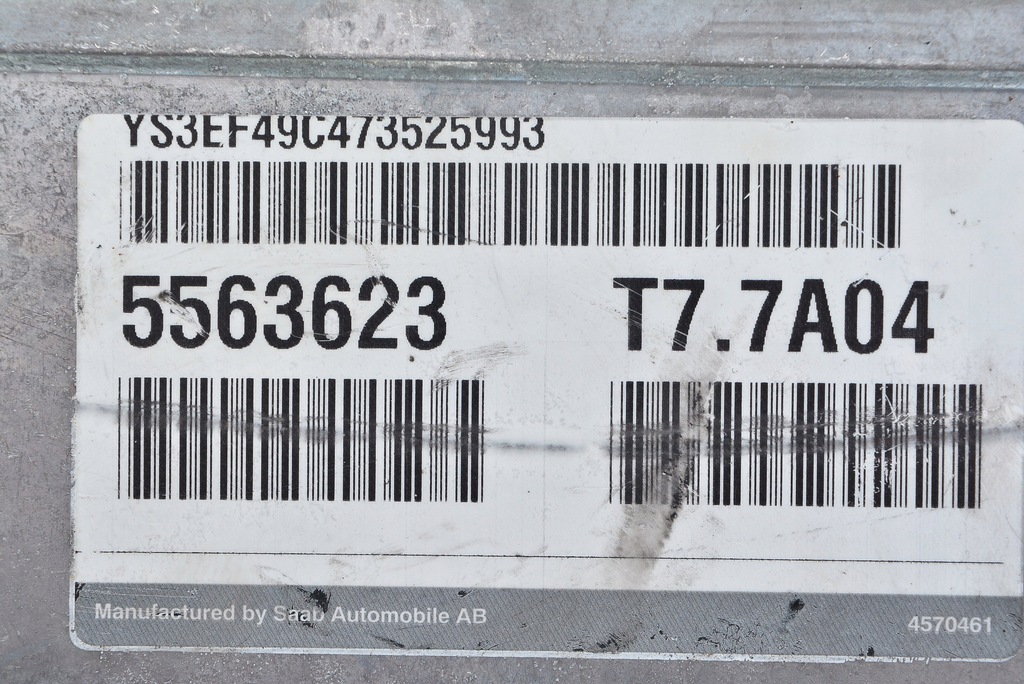 YS3EF49C473525993
5563623 T7.7A04
Manufactured by Saab Automobile AB 4570461